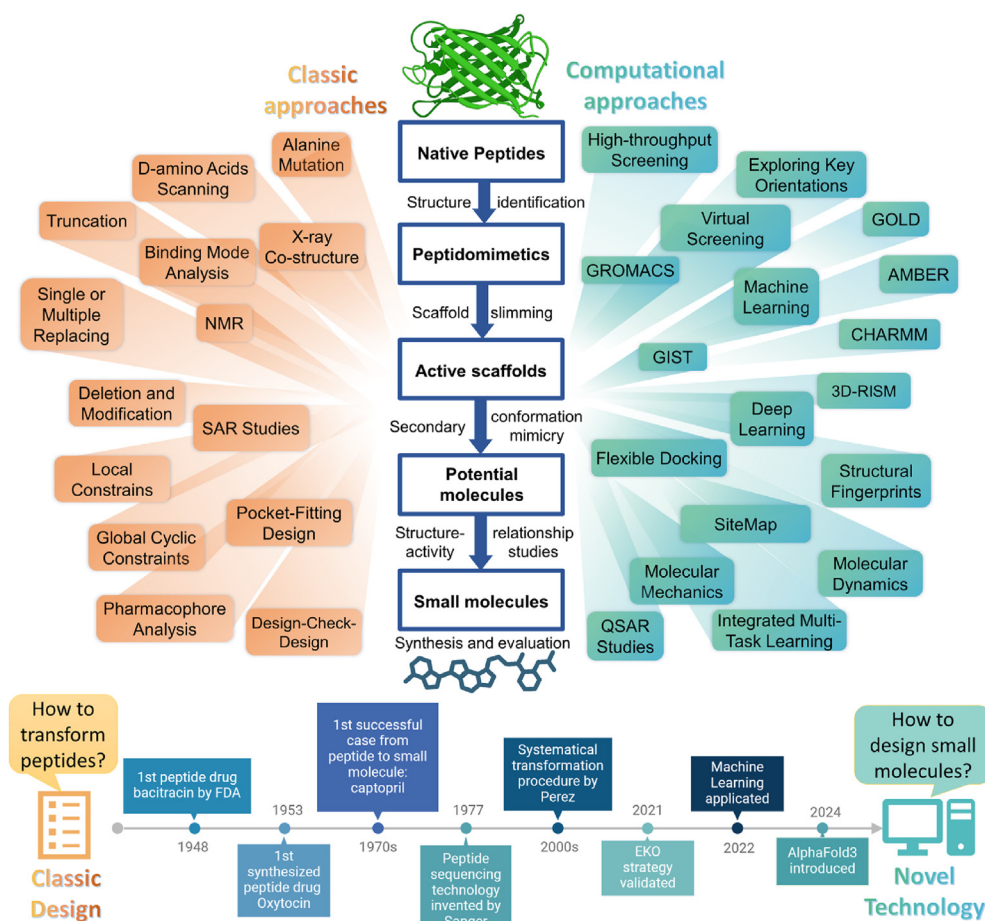 Classic
approaches
Computational
approaches
Alanine
Mutation
D-amino Acids
Scanning
Truncation
Binding Mode
Analysis
X-ray
Co-structure
Single or
Multiple
Replacing
NMR
Deletion and
Modification
SAR Studies
Local
Constrains
Pocket-Fitting
Design
Global Cyclic
Constraints
Pharmacophore
Analysis
Design-Check-
Design
Native Peptides
Structure identification
Peptidomimetics
Scaffold slimming
Active scaffolds
Secondary conformation
mimicry
Potential
molecules
Structure-
activity relationship
studies
Small molecules
Synthesis and evaluation
High-throughput
Screening
Exploring Key
Orientations
Virtual
Screening
GOLD
GROMACS
Machine
Learning
AMBER
CHARMM
GIST
3D-RISM
Deep
Learning
Flexible Docking
Structural
Fingerprints
SiteMap
Molecular
Dynamics
Molecular
Mechanics
QSAR
Studies
Integrated Multi-
Task Learning
How to
transform
peptides?
Classic
Design
1st peptide drug
bacitracin by FDA
1948
1953
1st
synthesized
peptide drug
Oxytocin
1st successful
case from
peptide to small
molecule:
captopril
1970s
1977
Peptide
sequencing
technology
invented by
Sanger
Systematical
transformation
procedure by
Perez
2000s
2021
EKO
strategy
validated
Machine
Learning
applicated
2022
2024
AlphaFold3
introduced
How to
design small
molecules?
Novel
Technology